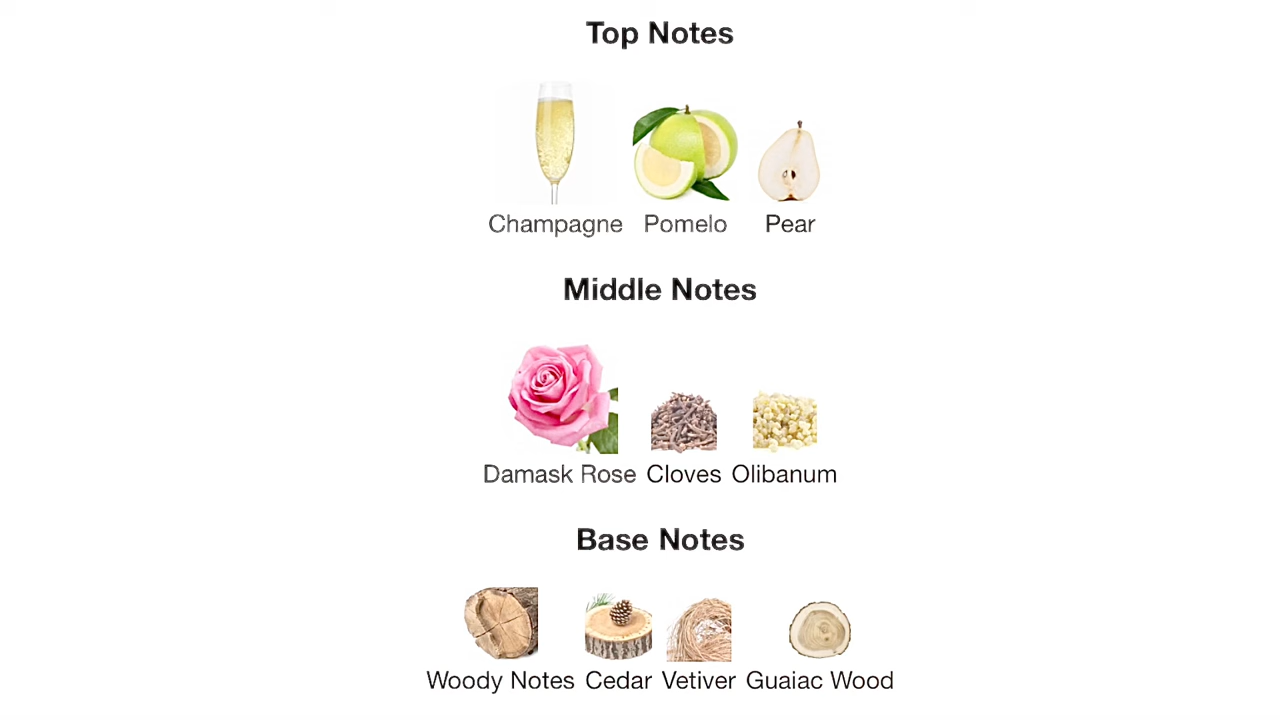 Top Notes
Champagne Pomelo Pear
Middle Notes
Damask Rose Cloves Olibanum
Base Notes
Woody Notes Cedar Vetiver Guaiac Wood